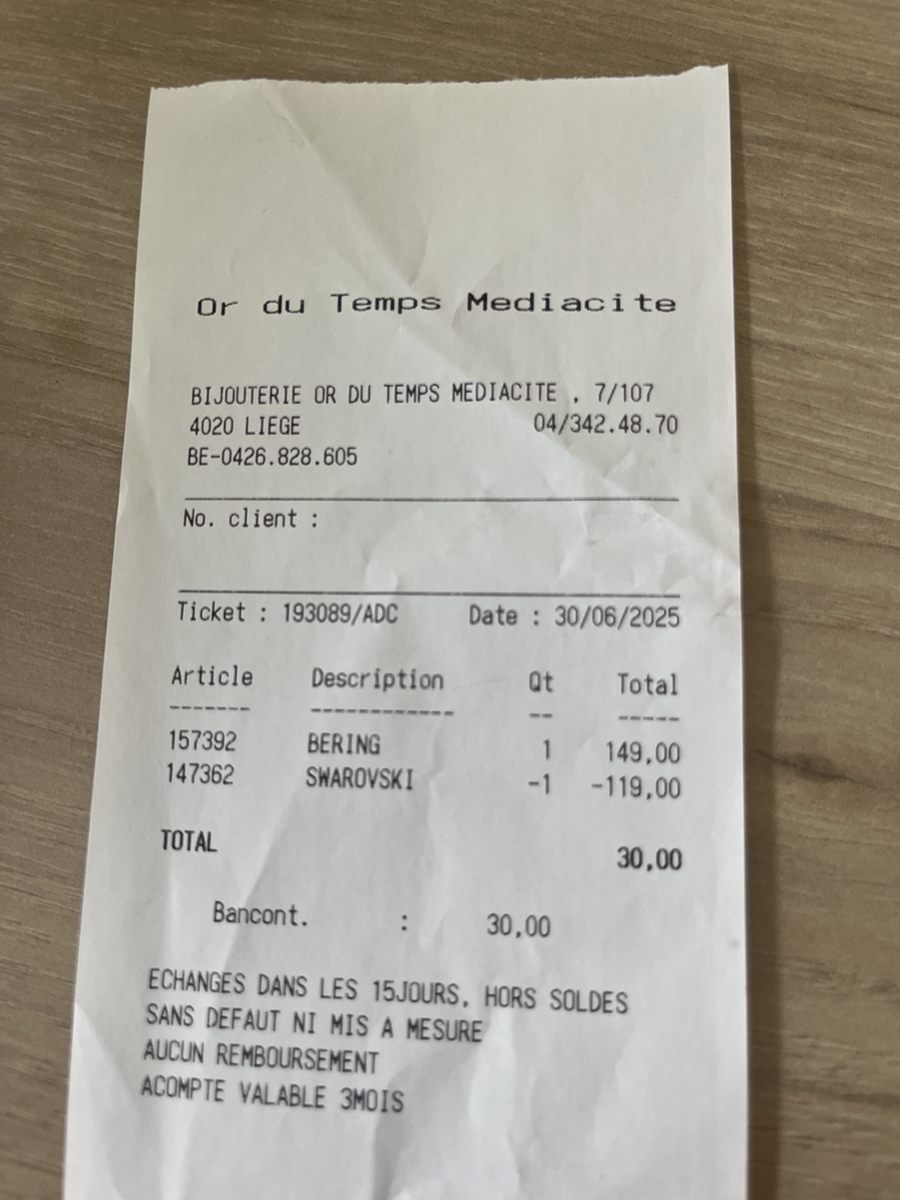 Or du Temps Mediacite
BIJOUTERIE OR DU TEMPS MEDIACITE , 7/107
4020 LIEGE 04/342.48.70
BE-0426.828.605
No. client :
Ticket : 193089/ADC Date : 30/06/2025
Article Description Qt Total
------- ------------ -- -----
157392 BERING 1 149,00
147362 SWAROVSKI -1 -119,00
TOTAL 30,00
Bancont. : 30,00
ECHANGES DANS LES 15JOURS, HORS SOLDES
SANS DEFAUT NI MIS A MESURE
AUCUN REMBOURSEMENT
ACOMPTE VALABLE 3MOIS